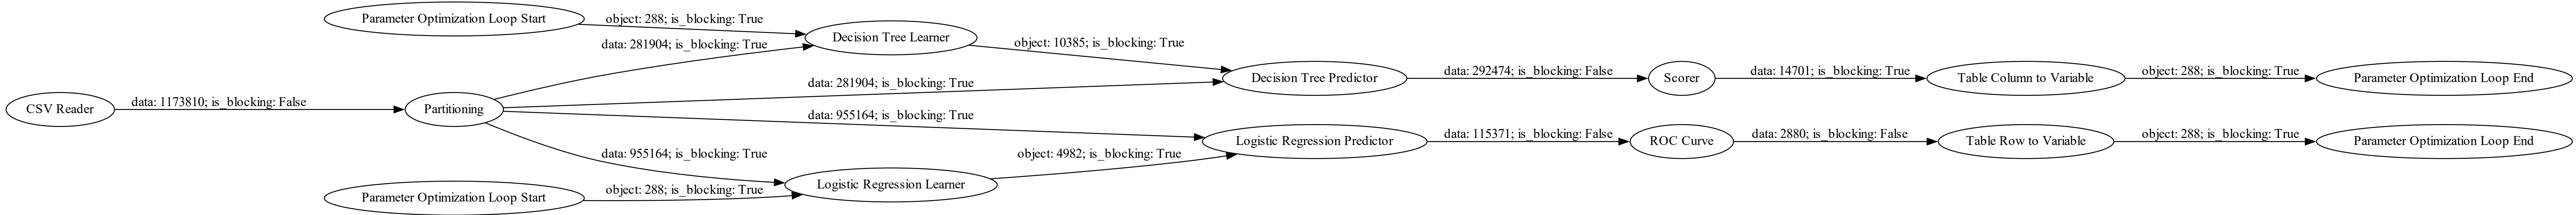 Parameter Optimization Loop Start
object: 288; is_blocking: True
Decision Tree Learner
data: 281904; is_blocking: True
object: 10385; is_blocking: True
CSV Reader
data: 1173810; is_blocking: False
Partitioning
data: 281904; is_blocking: True
Decision Tree Predictor
data: 292474; is_blocking: False
Scorer
data: 14701; is_blocking: True
Table Column to Variable
object: 288; is_blocking: True
Parameter Optimization Loop End
data: 955164; is_blocking: True
Logistic Regression Predictor
data: 115371; is_blocking: False
ROC Curve
data: 2880; is_blocking: False
Table Row to Variable
object: 288; is_blocking: True
Parameter Optimization Loop End
data: 955164; is_blocking: True
object: 4982; is_blocking: True
Logistic Regression Learner
Parameter Optimization Loop Start
object: 288; is_blocking: True